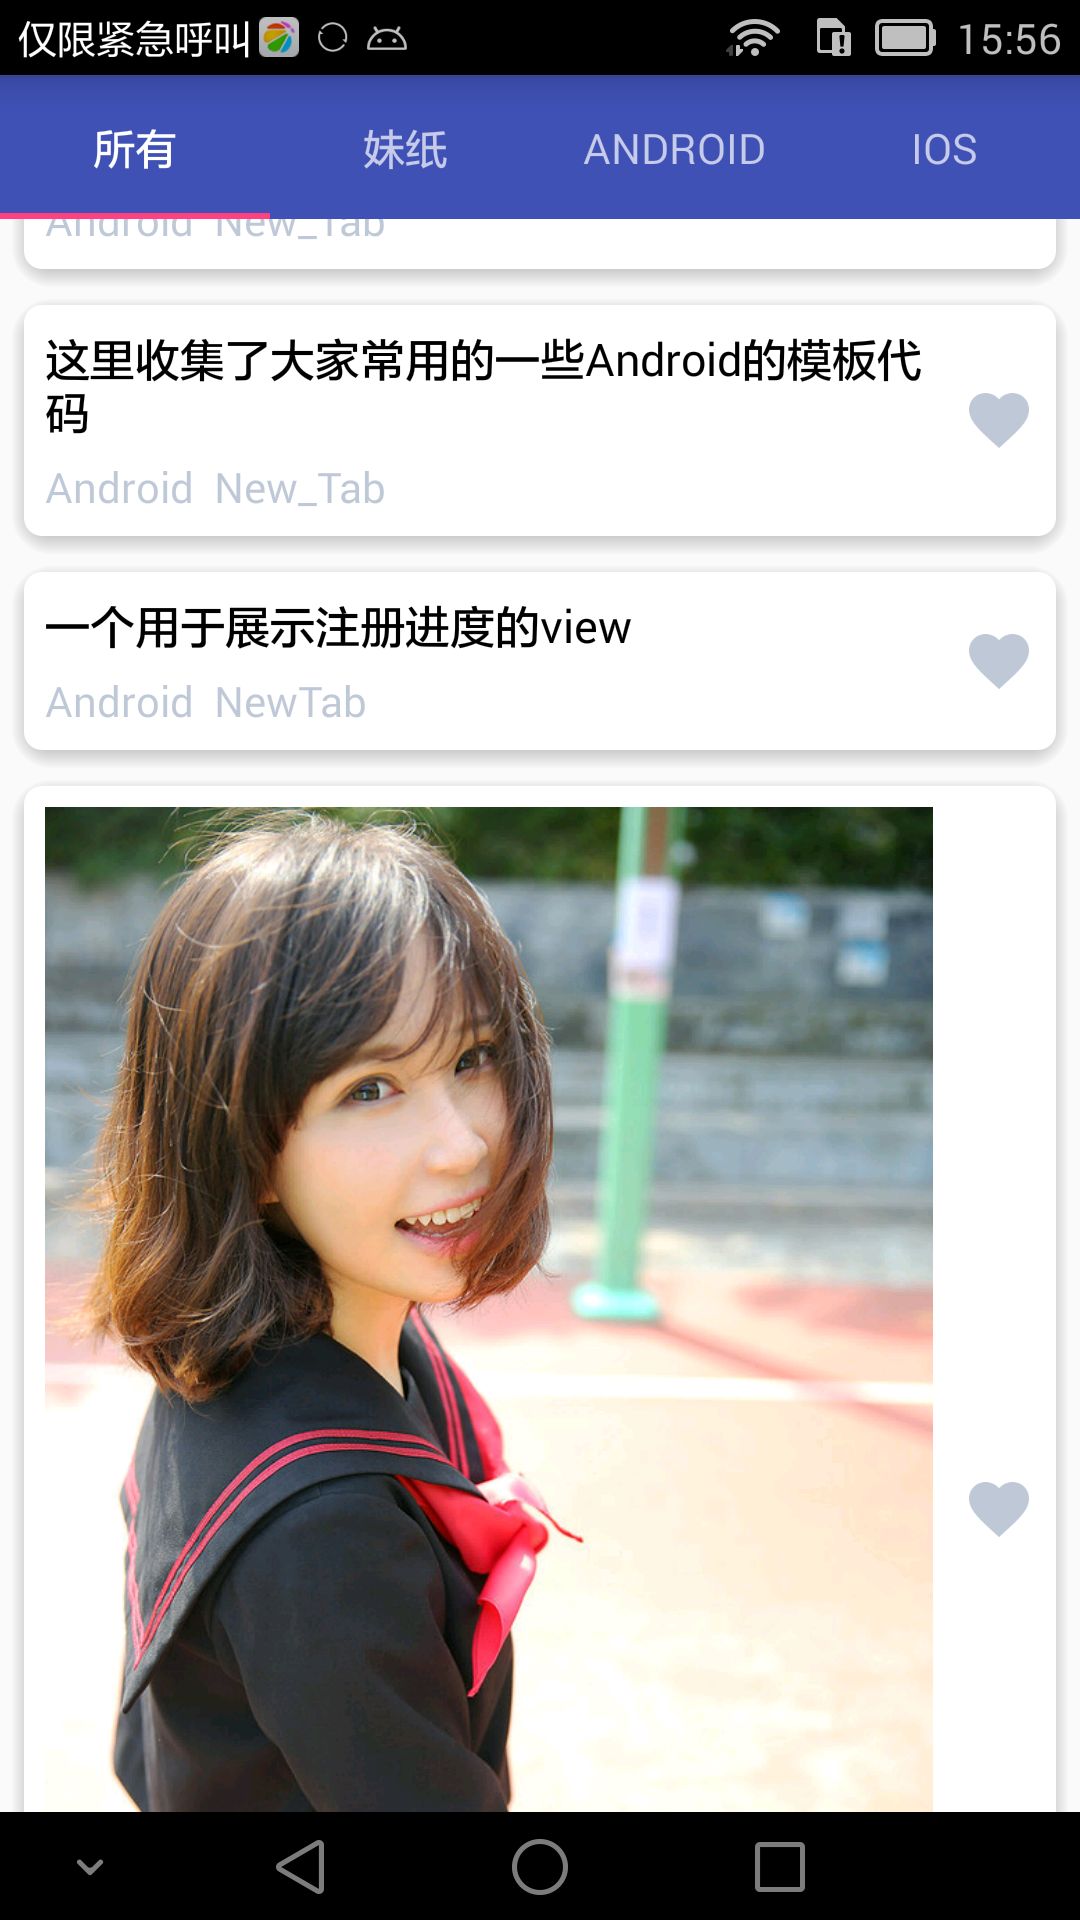 仅限紧急呼叫 15:56
所有 妹纸 ANDROID IOS
Android New_Tab
这里收集了大家常用的一些Android的模板代
码
Android New_Tab
一个用于展示注册进度的view
Android NewTab